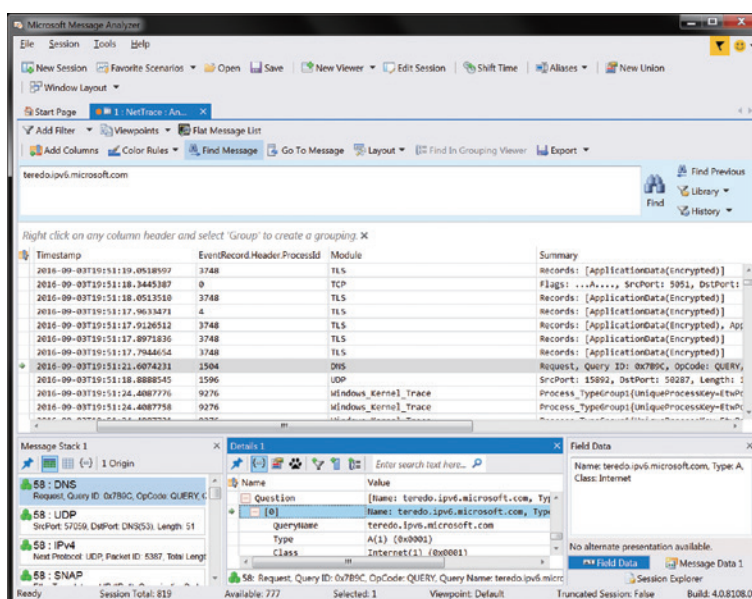 Microsoft Message Analyzer
File Session Tools Help
New Session Favorite Scenarios Open Save New Viewer Edit Session Shift Time Aliases New Union
Window Layout
Start Page 1 : NetTrace : An...
Add Filter Viewpoints Flat Message List
Add Columns Color Rules Find Message Go To Message Layout Find In Grouping Viewer Export
teredo.ipv6.microsoft.com
Find
Find Previous
Library
History
Right click on any column header and select 'Group' to create a grouping.
Timestamp EventRecord.Header.ProcessId Module Summary
2016-09-03T19:51:19.0518597 3748 TLS Records: [ApplicationData(Encrypted)]
2016-09-03T19:51:18.3445387 0 TCP Flags: ...A...., SrcPort: 5051, DstPort:
2016-09-03T19:51:18.0513510 3748 TLS Records: [ApplicationData(Encrypted)]
2016-09-03T19:51:17.9633471 4 TLS Records: [ApplicationData(Encrypted)]
2016-09-03T19:51:17.9126512 3748 TLS Records: [ApplicationData(Encrypted), App
2016-09-03T19:51:17.8971836 3748 TLS Records: [ApplicationData(Encrypted)]
2016-09-03T19:51:17.7944654 3748 TLS Records: [ApplicationData(Encrypted)]
2016-09-03T19:51:21.6074231 1504 DNS Request, Query ID: 0x7B9C, OpCode: QUERY,
2016-09-03T19:51:18.8888545 1596 UDP SrcPort: 15892, DstPort: 50287, Length:
2016-09-03T19:51:24.4087776 9276 Windows_Kernel_Trace Process_TypeGroup1{UniqueProcessKey=EtwPo
2016-09-03T19:51:24.4087758 9276 Windows_Kernel_Trace Process_TypeGroup1{UniqueProcessKey=EtwPo
Message Stack 1
1 Origin
58 : DNS
Request, Query ID: 0x7B9C, OpCode: QUERY, C
58 : UDP
SrcPort: 57059, DstPort: DNS(53), Length: 51
58 : IPv4
Next Protocol: UDP, Packet ID: 5387, Total Lengt
58 : SNAP
Details 1
Enter search text here...
Name Value
Question [Name: teredo.ipv6.microsoft.com, Typ
[0] Name: teredo.ipv6.microsoft.com, Type
QueryName teredo.ipv6.microsoft.com
Type A(1) (0x0001)
Class Internet(1) (0x0001)
58: Request, Query ID: 0x7B9C, OpCode: QUERY, Query Name: teredo.ipv6.micro
Field Data
Name: teredo.ipv6.microsoft.com, Type: A,
Class: Internet
No alternate presentation available.
Field Data Message Data 1
Session Explorer
Ready Session Total: 819 Available: 777 Selected: 1 Viewpoint: Default Truncated Session: False Build: 4.0.8108.0